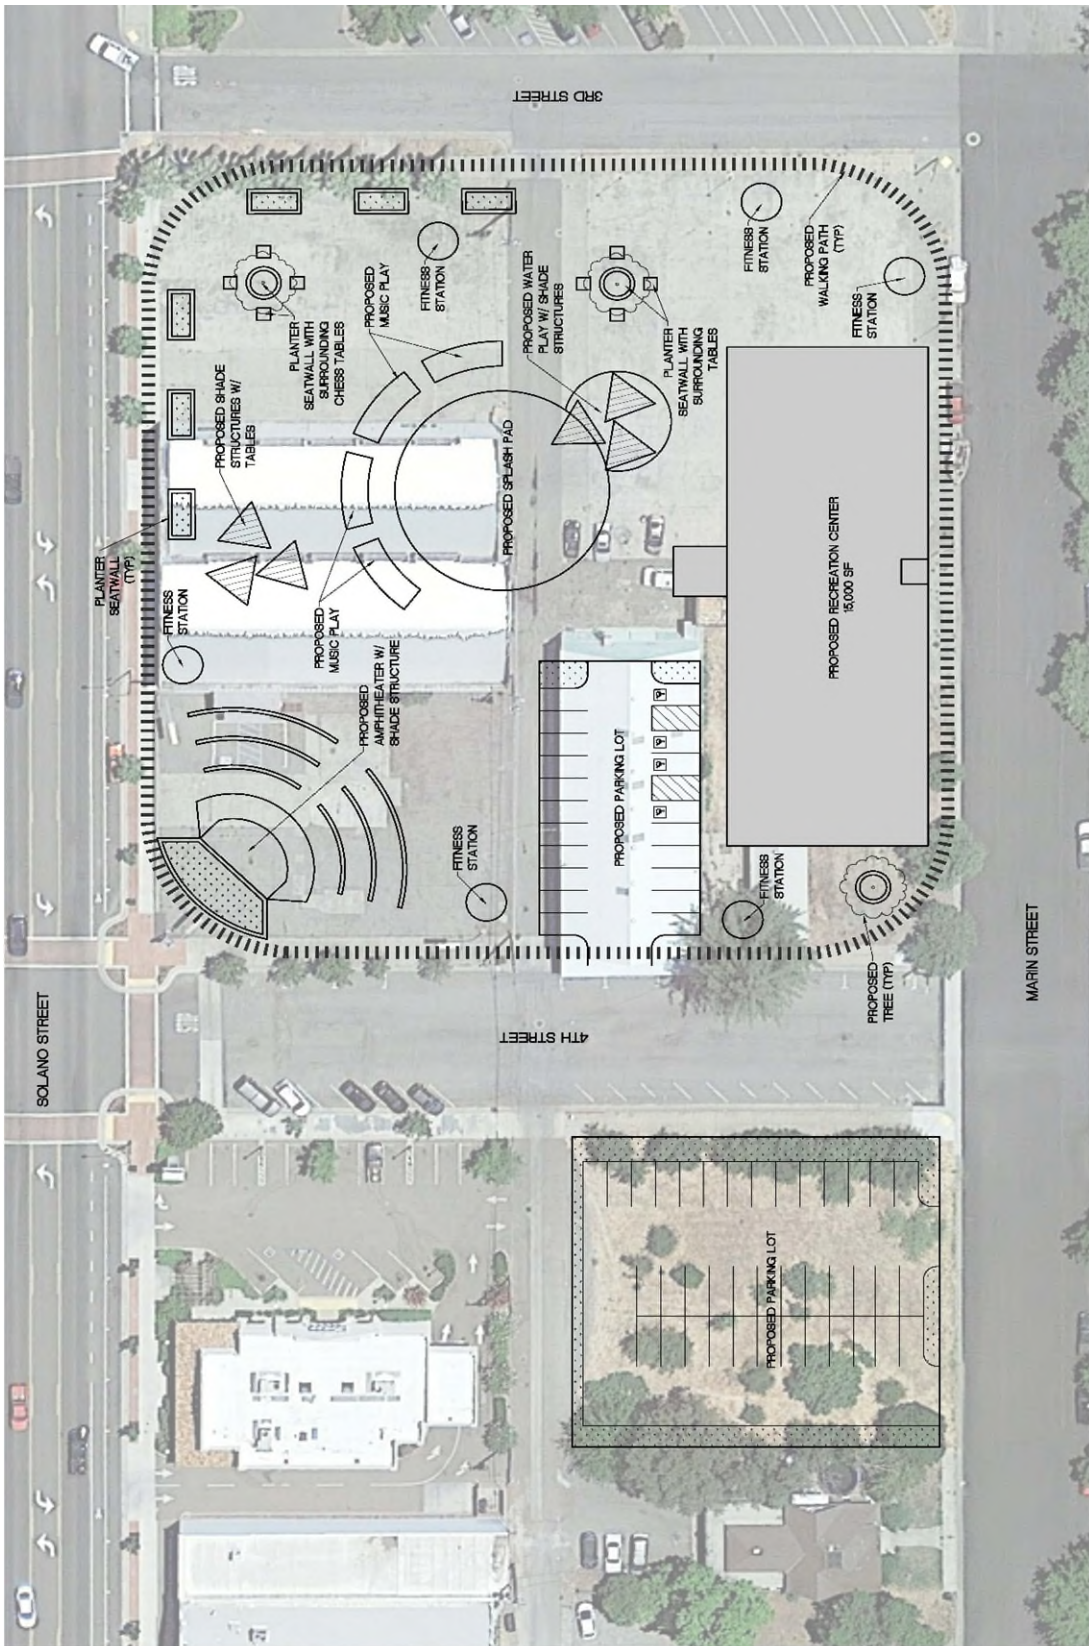 3RD STREET
STOP
FITNESS
STATION
PROPOSED
WALKING PATH
(TYP)
FITNESS
STATION
FITNESS
STATION
PROPOSED
MUSIC PLAY
PLANTER
SEATWALL WITH
SURROUNDING
CHESS TABLES
PROPOSED WATER
PLAY W/ SHADE
STRUCTURES
PLANTER
SEATWALL WITH
SURROUNDING
TABLES
PROPOSED SHADE
STRUCTURES W/
TABLES
PROPOSED SPLASH PAD
PLANTER
SEATWALL
(TYP)
FITNESS
STATION
PROPOSED
MUSIC PLAY
PROPOSED RECREATION CENTER
15,000 SF
PROPOSED
AMPHITHEATER W/
SHADE STRUCTURE
PROPOSED PARKING LOT
FITNESS
STATION
FITNESS
STATION
PROPOSED
TREE (TYP)
MARIN STREET
SOLANO STREET
STOP
4TH STREET
PROPOSED PARKING LOT